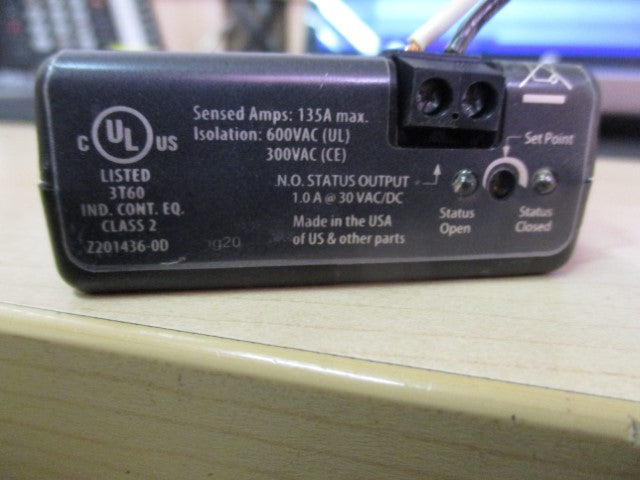 C UL US
LISTED
3T60
IND. CONT. EQ.
CLASS 2
Z201436-0D
Sensed Amps: 135A max.
Isolation: 600VAC (UL)
300VAC (CE)
N.O. STATUS OUTPUT
1.0 A @ 30 VAC/DC
Made in the USA
of US & other parts
g20
Set Point
Status
Open
Status
Closed